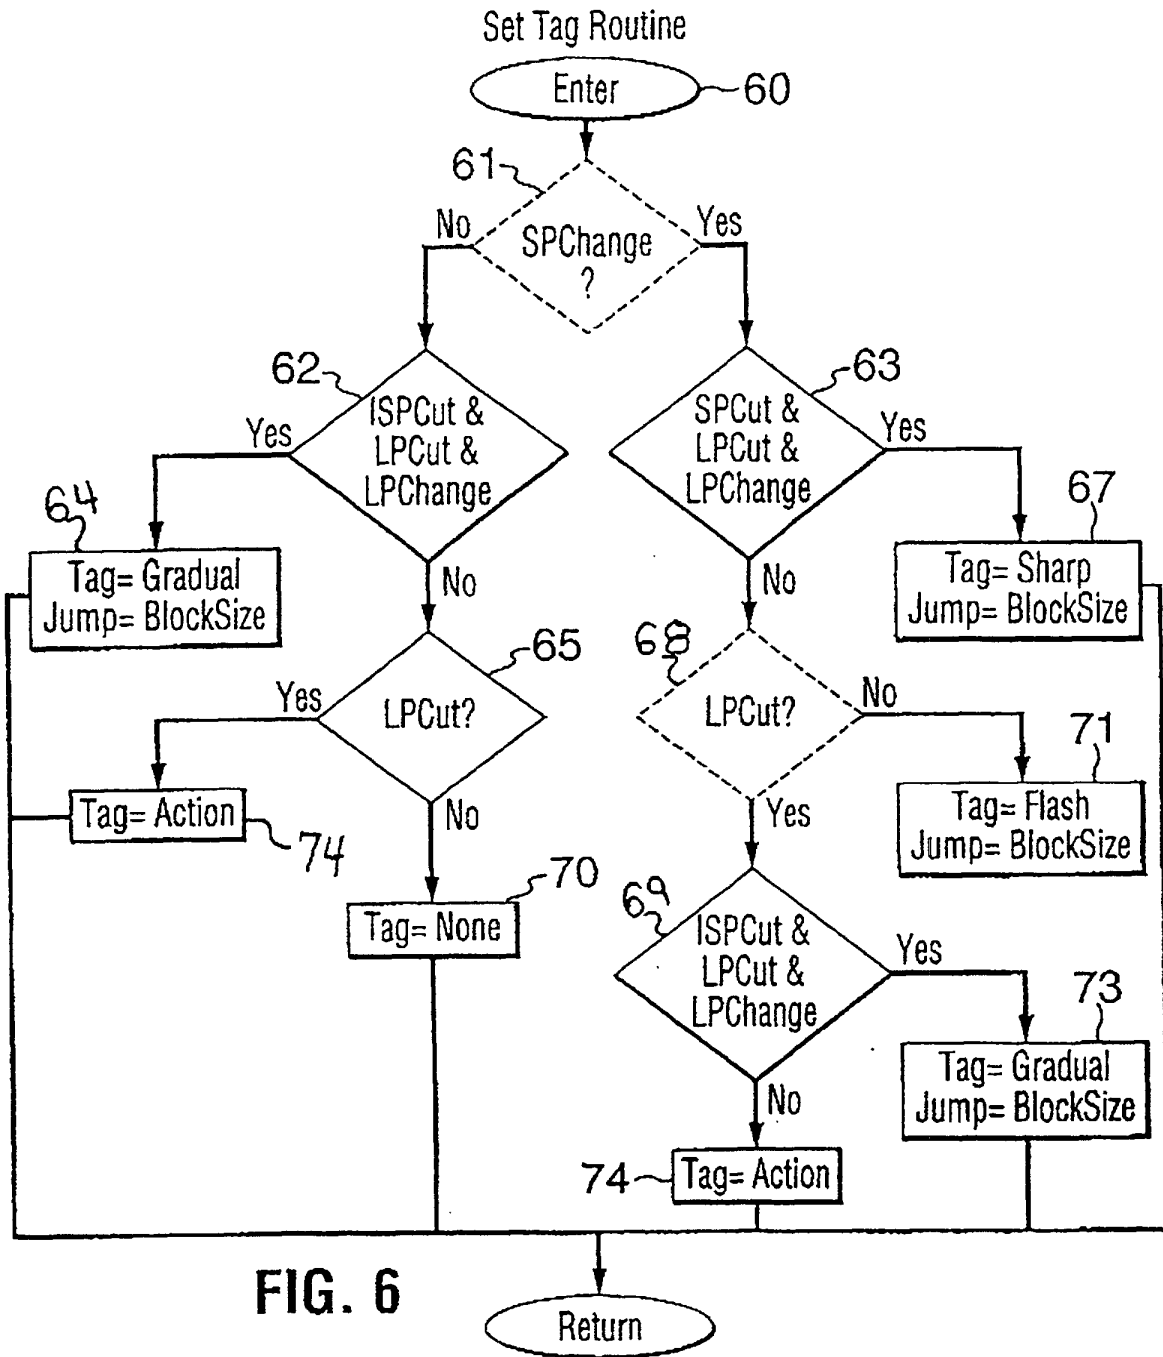 Set Tag Routine
Enter
60
61
No
Yes
SPChange
?
62
63
ISPCut &
LPCut &
LPChange
Yes
SPCut &
LPCut &
LPChange
Yes
64
Tag= Gradual
Jump= BlockSize
67
Tag= Sharp
Jump= BlockSize
No
No
65
LPCut?
Yes
68
LPCut?
No
71
Tag= Flash
Jump= BlockSize
Tag= Action
74
No
Yes
70
Tag= None
69
ISPCut &
LPCut &
LPChange
Yes
73
Tag= Gradual
Jump= BlockSize
No
74
Tag= Action
FIG. 6
Return